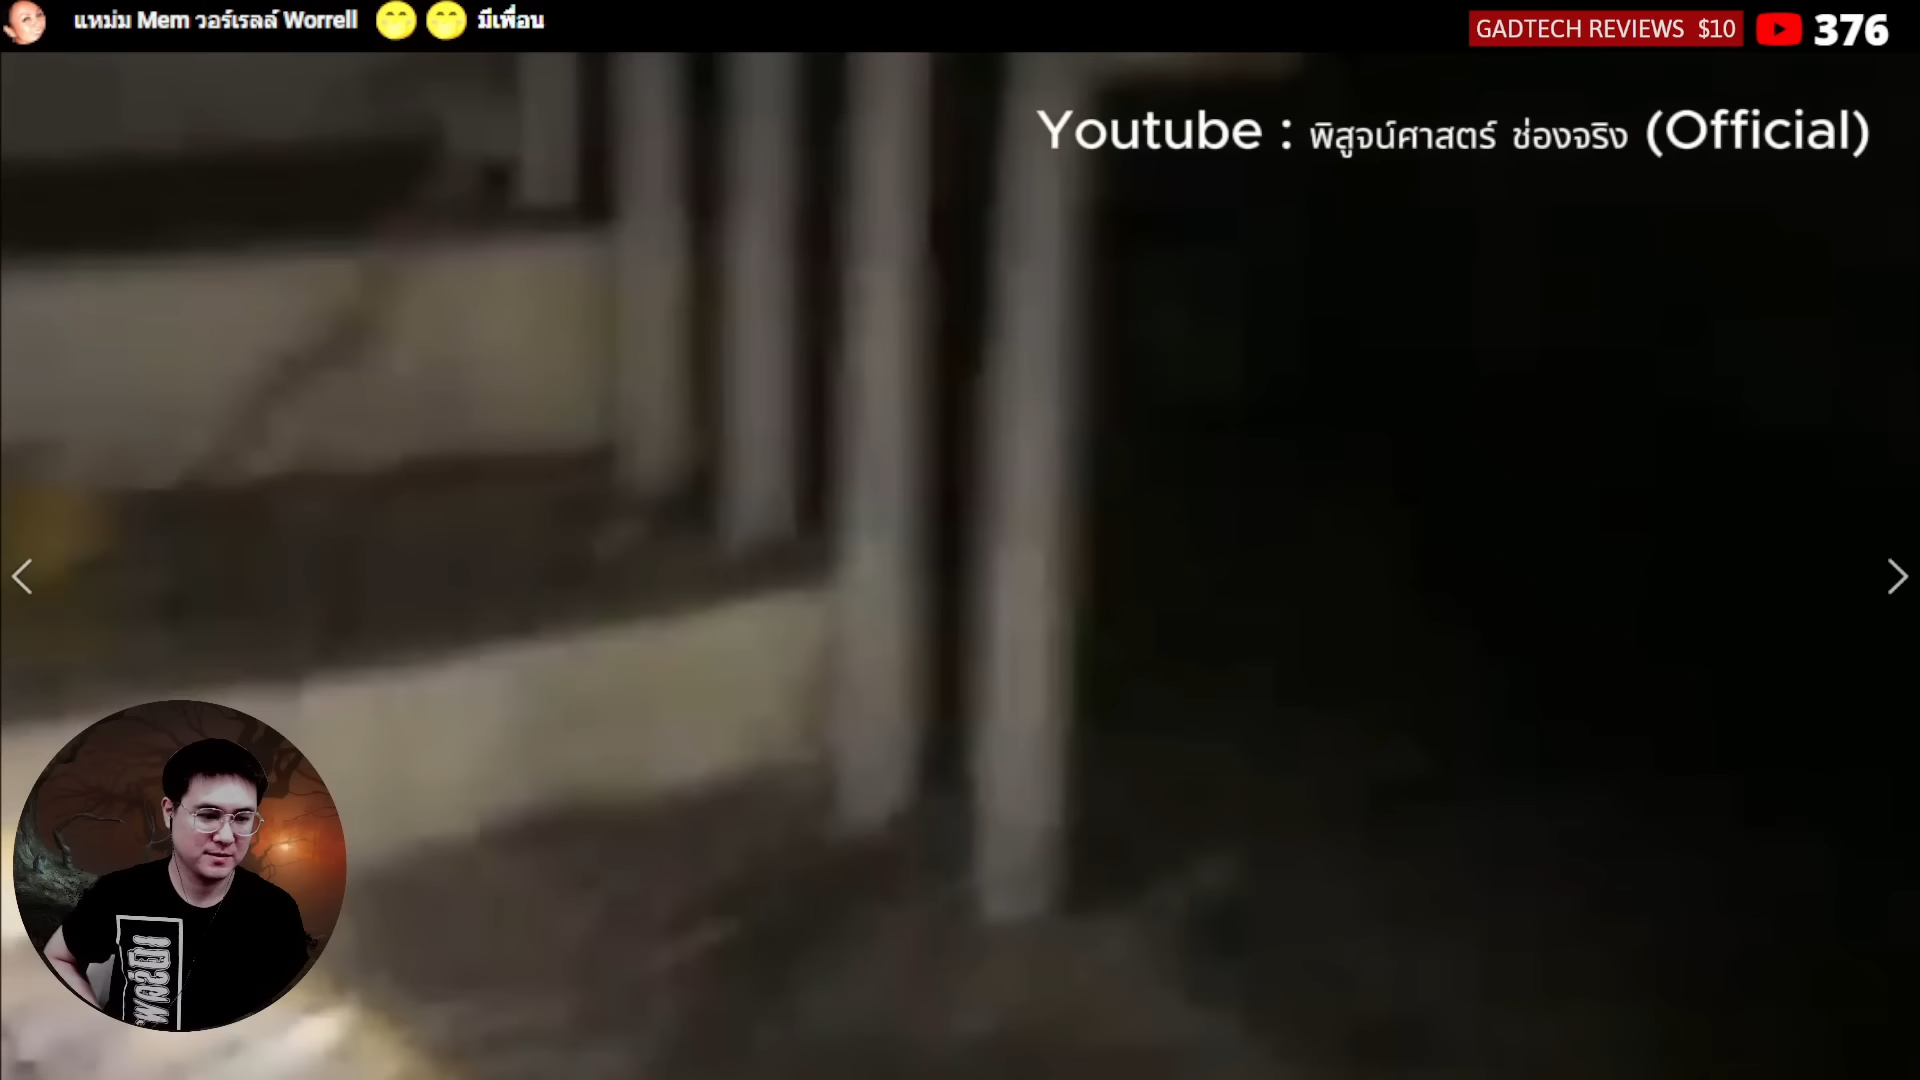 แหม่ม Mem วอร์เรลล์ Worrell 😁 😁 มีเพื่อน
GADTECH REVIEWS $10 376
Youtube : พิสูจน์ศาสตร์ ช่องจริง (Official)